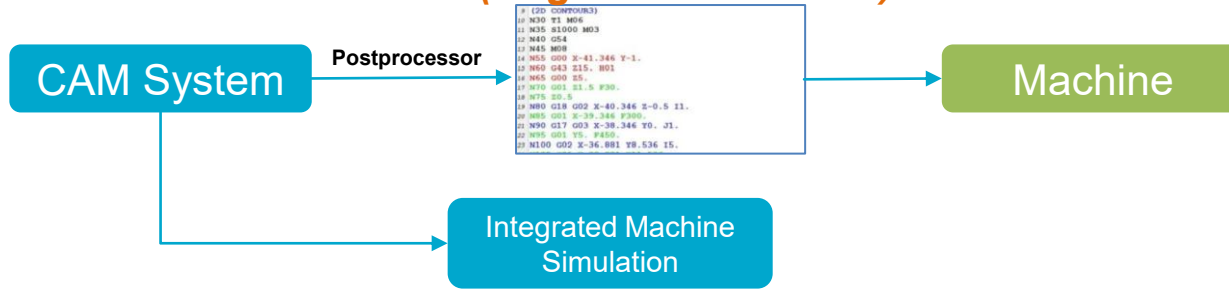 9 (2D CONTOUR3)
10 N30 T1 M06
11 N35 S1000 M03
12 N40 G54
13 N45 M08
14 N55 G00 X-41.346 Y-1.
15 N60 G43 Z15. H01
16 N65 G00 Z5.
17 N70 G01 Z1.5 F30.
18 N75 Z0.5
19 N80 G18 G02 X-40.346 Z-0.5 I1.
20 N85 G01 X-39.346 F300.
21 N90 G17 G03 X-38.346 Y0. J1.
22 N95 G01 Y5. F450.
23 N100 G02 X-36.881 Y8.536 I5.
CAM System
Postprocessor
Machine
Integrated Machine
Simulation